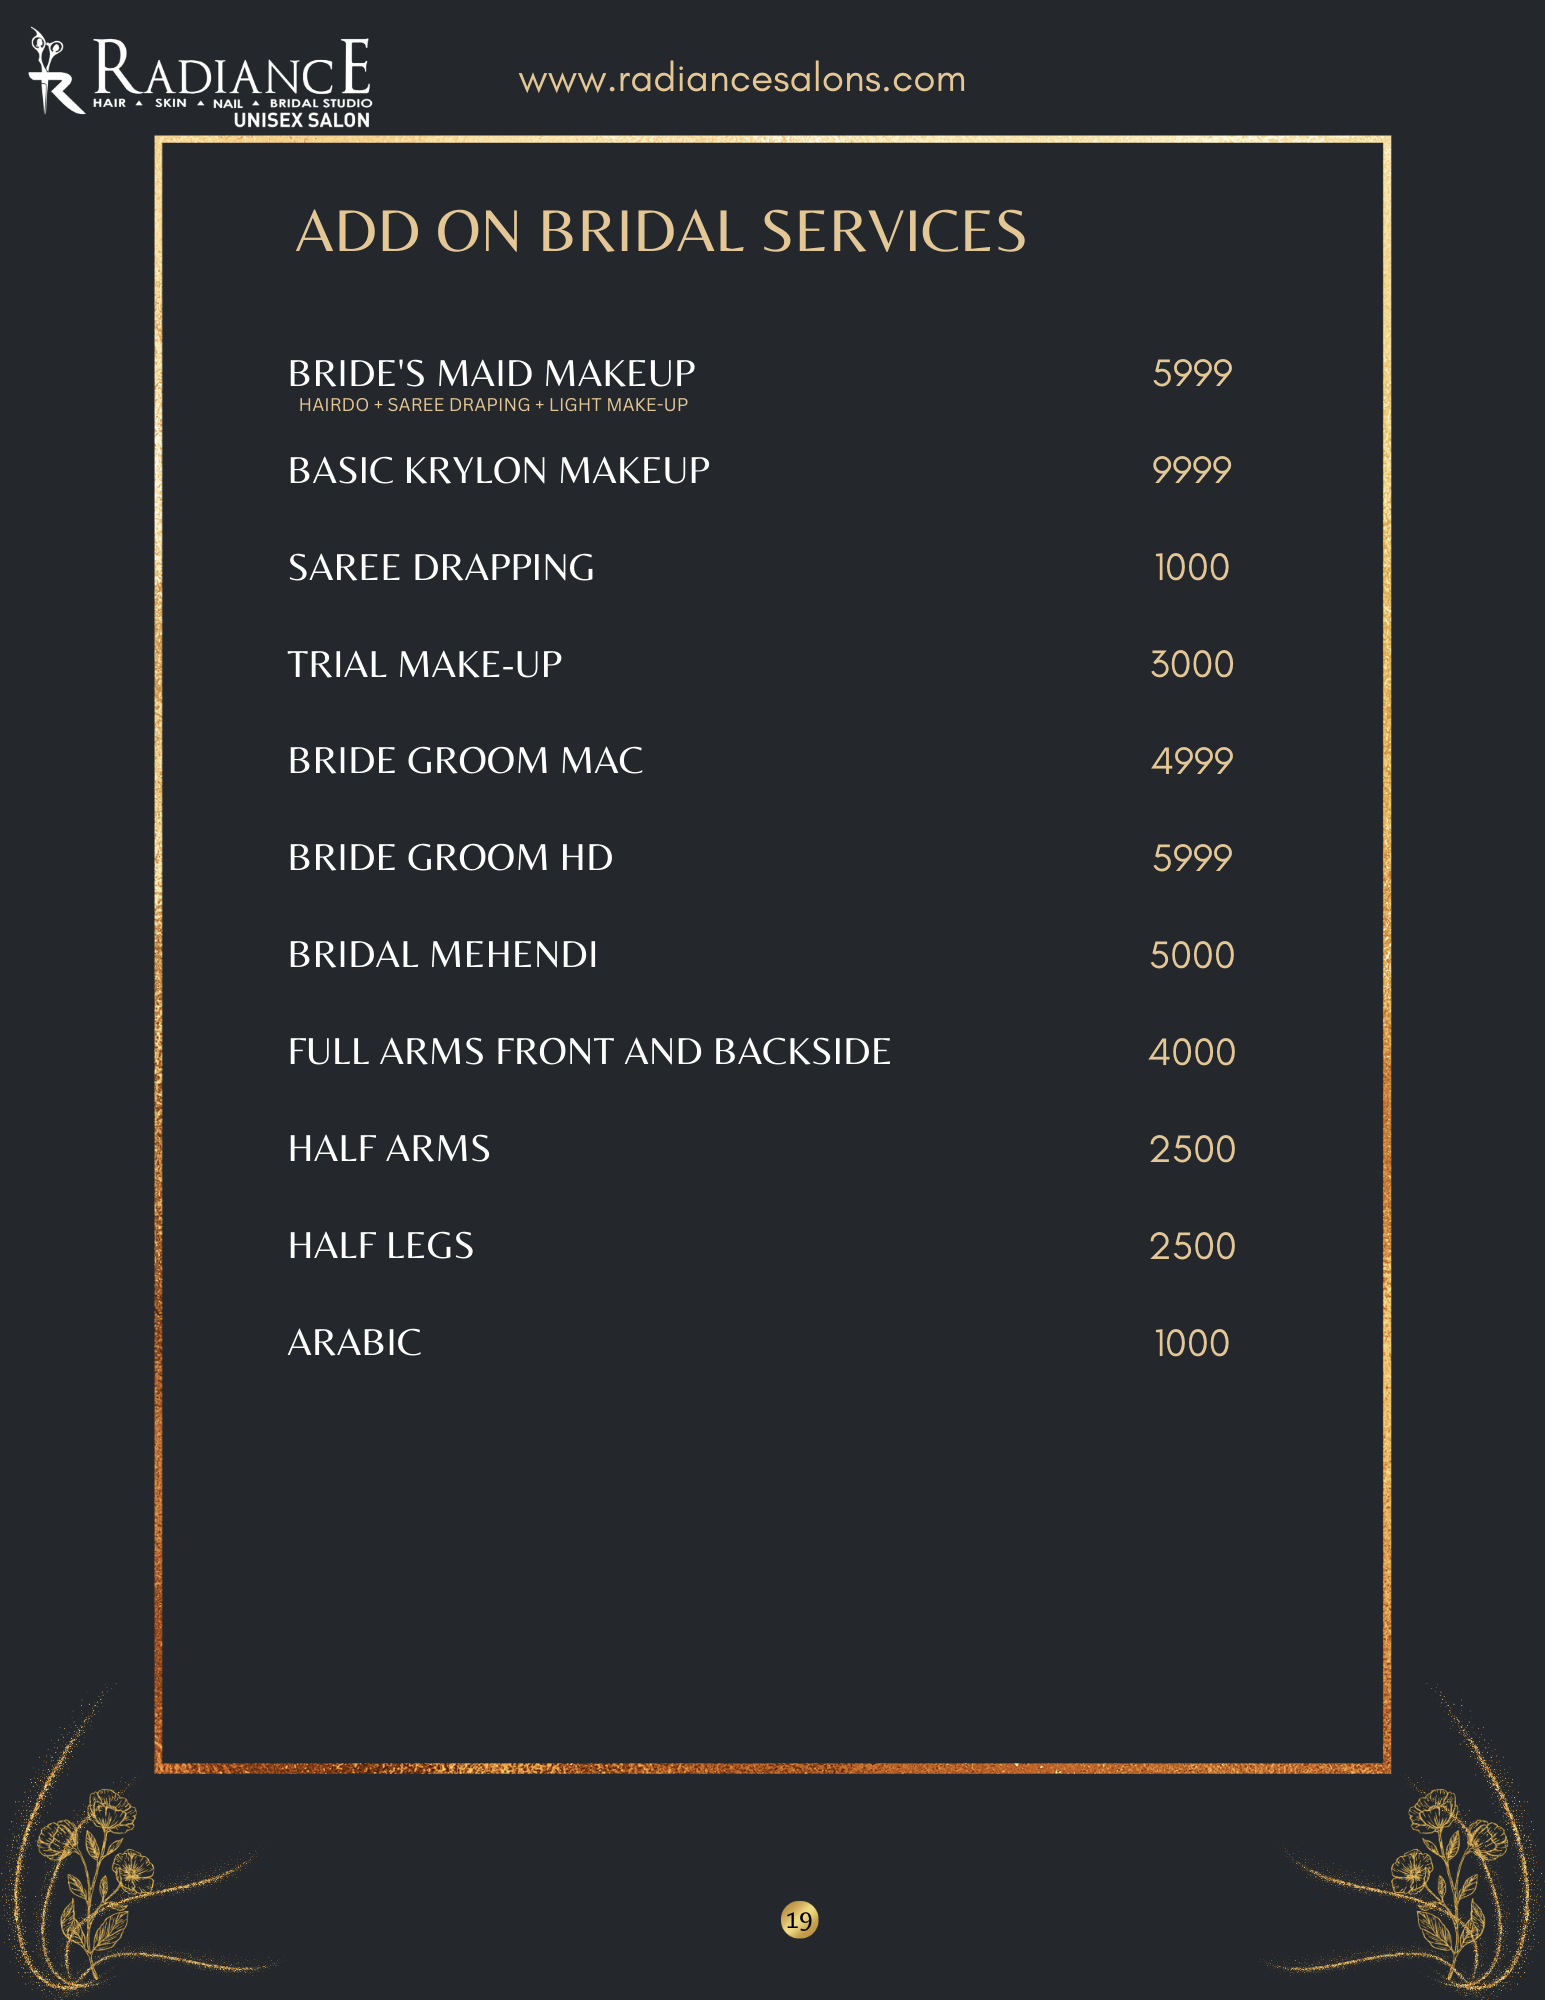 RADIANCE
HAIR ▲ SKIN ▲ NAIL ▲ BRIDAL STUDIO
UNISEX SALON
www.radiancesalons.com
ADD ON BRIDAL SERVICES
BRIDE'S MAID MAKEUP 5999
HAIRDO + SAREE DRAPING + LIGHT MAKE-UP
BASIC KRYLON MAKEUP 9999
SAREE DRAPPING 1000
TRIAL MAKE-UP 3000
BRIDE GROOM MAC 4999
BRIDE GROOM HD 5999
BRIDAL MEHENDI 5000
FULL ARMS FRONT AND BACKSIDE 4000
HALF ARMS 2500
HALF LEGS 2500
ARABIC 1000
19